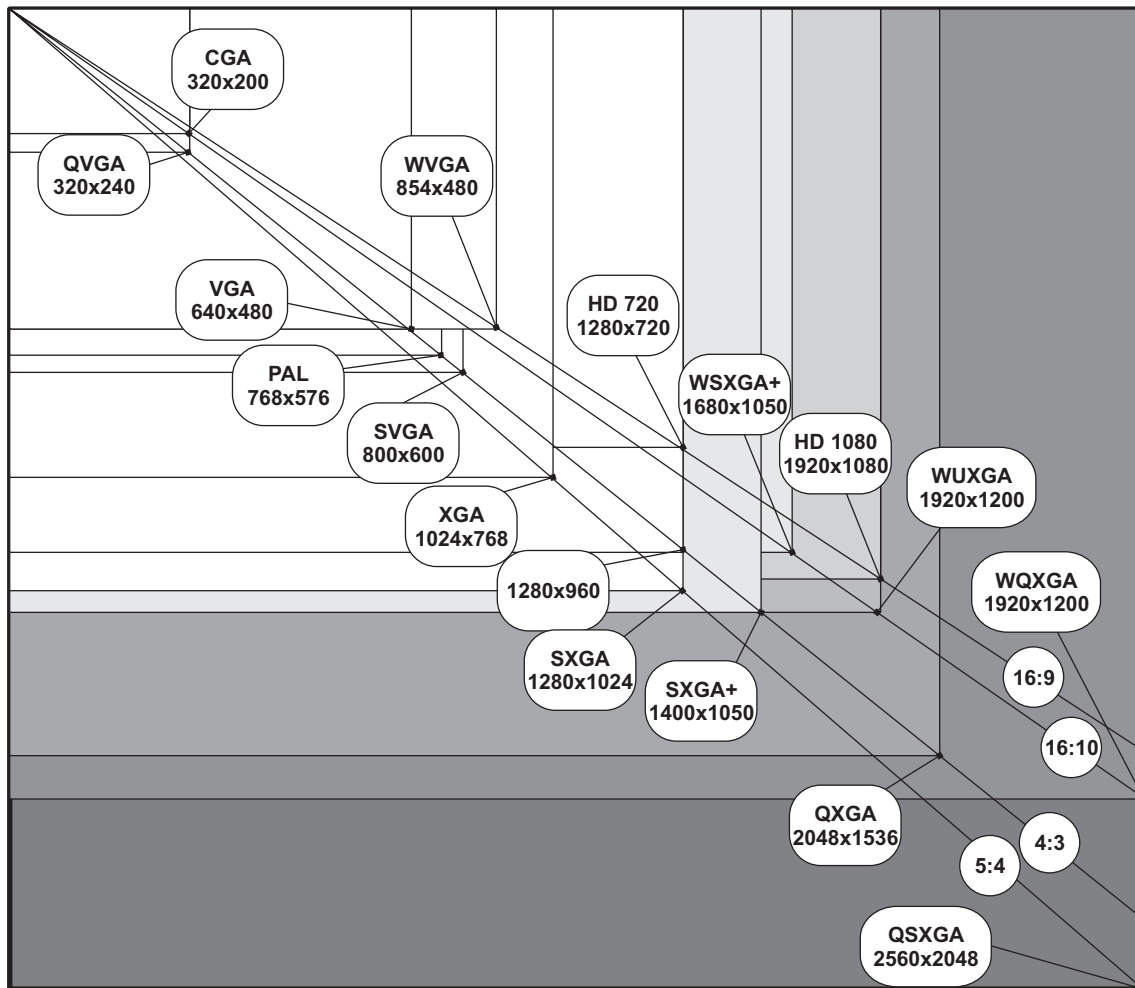 CGA
320x200
QVGA
320x240
WVGA
854x480
VGA
640x480
HD 720
1280x720
PAL
768x576
WSXGA+
1680x1050
SVGA
800x600
HD 1080
1920x1080
WUXGA
1920x1200
XGA
1024x768
1280x960
WQXGA
1920x1200
SXGA
1280x1024
SXGA+
1400x1050
16:9
16:10
QXGA
2048x1536
4:3
5:4
QSXGA
2560x2048